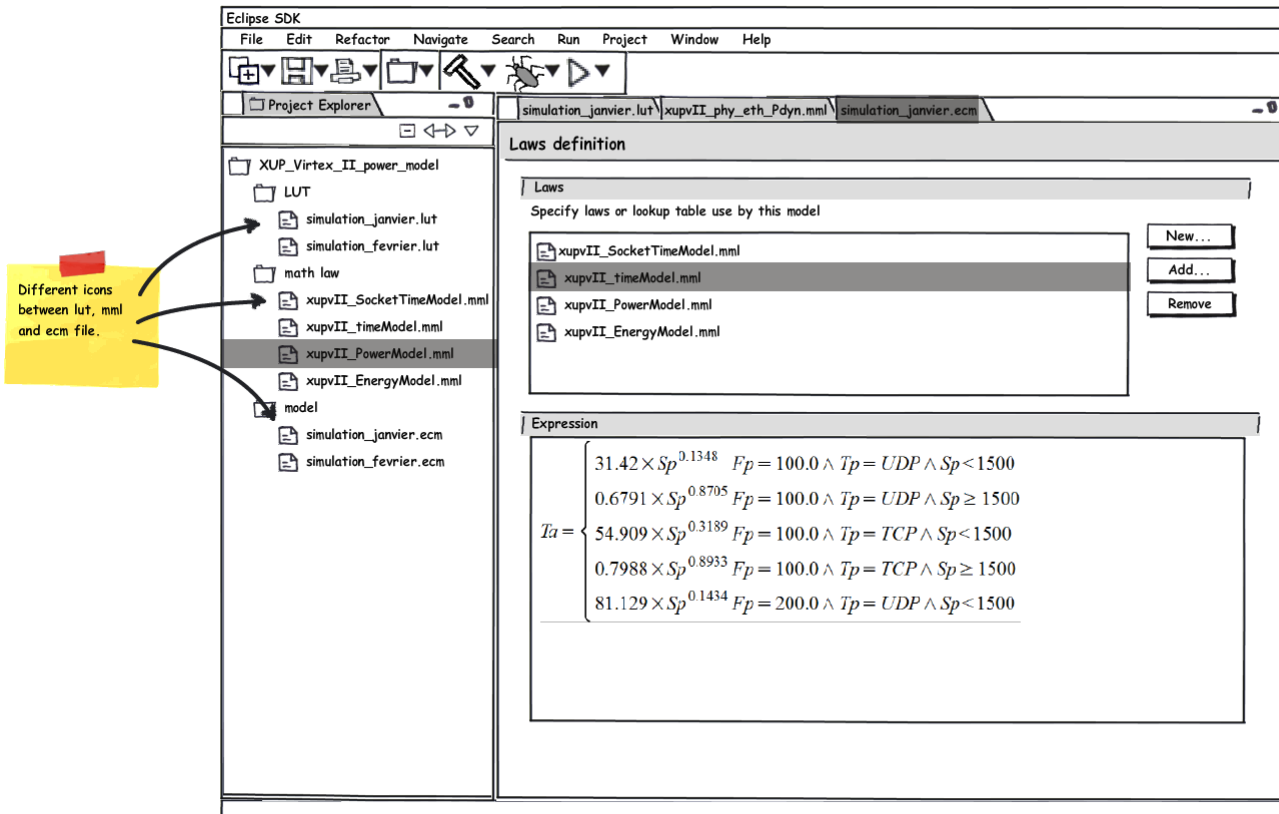 Eclipse SDK
File Edit Refactor Navigate Search Run Project Window Help
Project Explorer
XUP_Virtex_II_power_model
LUT
simulation_janvier.lut
simulation_fevrier.lut
math law
xupvII_SocketTimeModel.mml
xupvII_timeModel.mml
xupvII_PowerModel.mml
xupvII_EnergyModel.mml
model
simulation_janvier.ecm
simulation_fevrier.ecm
Different icons
between lut, mml
and ecm file.
simulation_janvier.lut xupvII_phy_eth_Pdyn.mml simulation_janvier.ecm
Laws definition
Laws
Specify laws or lookup table use by this model
xupvII_SocketTimeModel.mml
xupvII_timeModel.mml
xupvII_PowerModel.mml
xupvII_EnergyModel.mml
New...
Add...
Remove
Expression
Ta = {
31.42 × Sp^0.1348 Fp = 100.0 ∧ Tp = UDP ∧ Sp < 1500
0.6791 × Sp^0.8705 Fp = 100.0 ∧ Tp = UDP ∧ Sp ≥ 1500
54.909 × Sp^0.3189 Fp = 100.0 ∧ Tp = TCP ∧ Sp < 1500
0.7988 × Sp^0.8933 Fp = 100.0 ∧ Tp = TCP ∧ Sp ≥ 1500
81.129 × Sp^0.1434 Fp = 200.0 ∧ Tp = UDP ∧ Sp < 1500